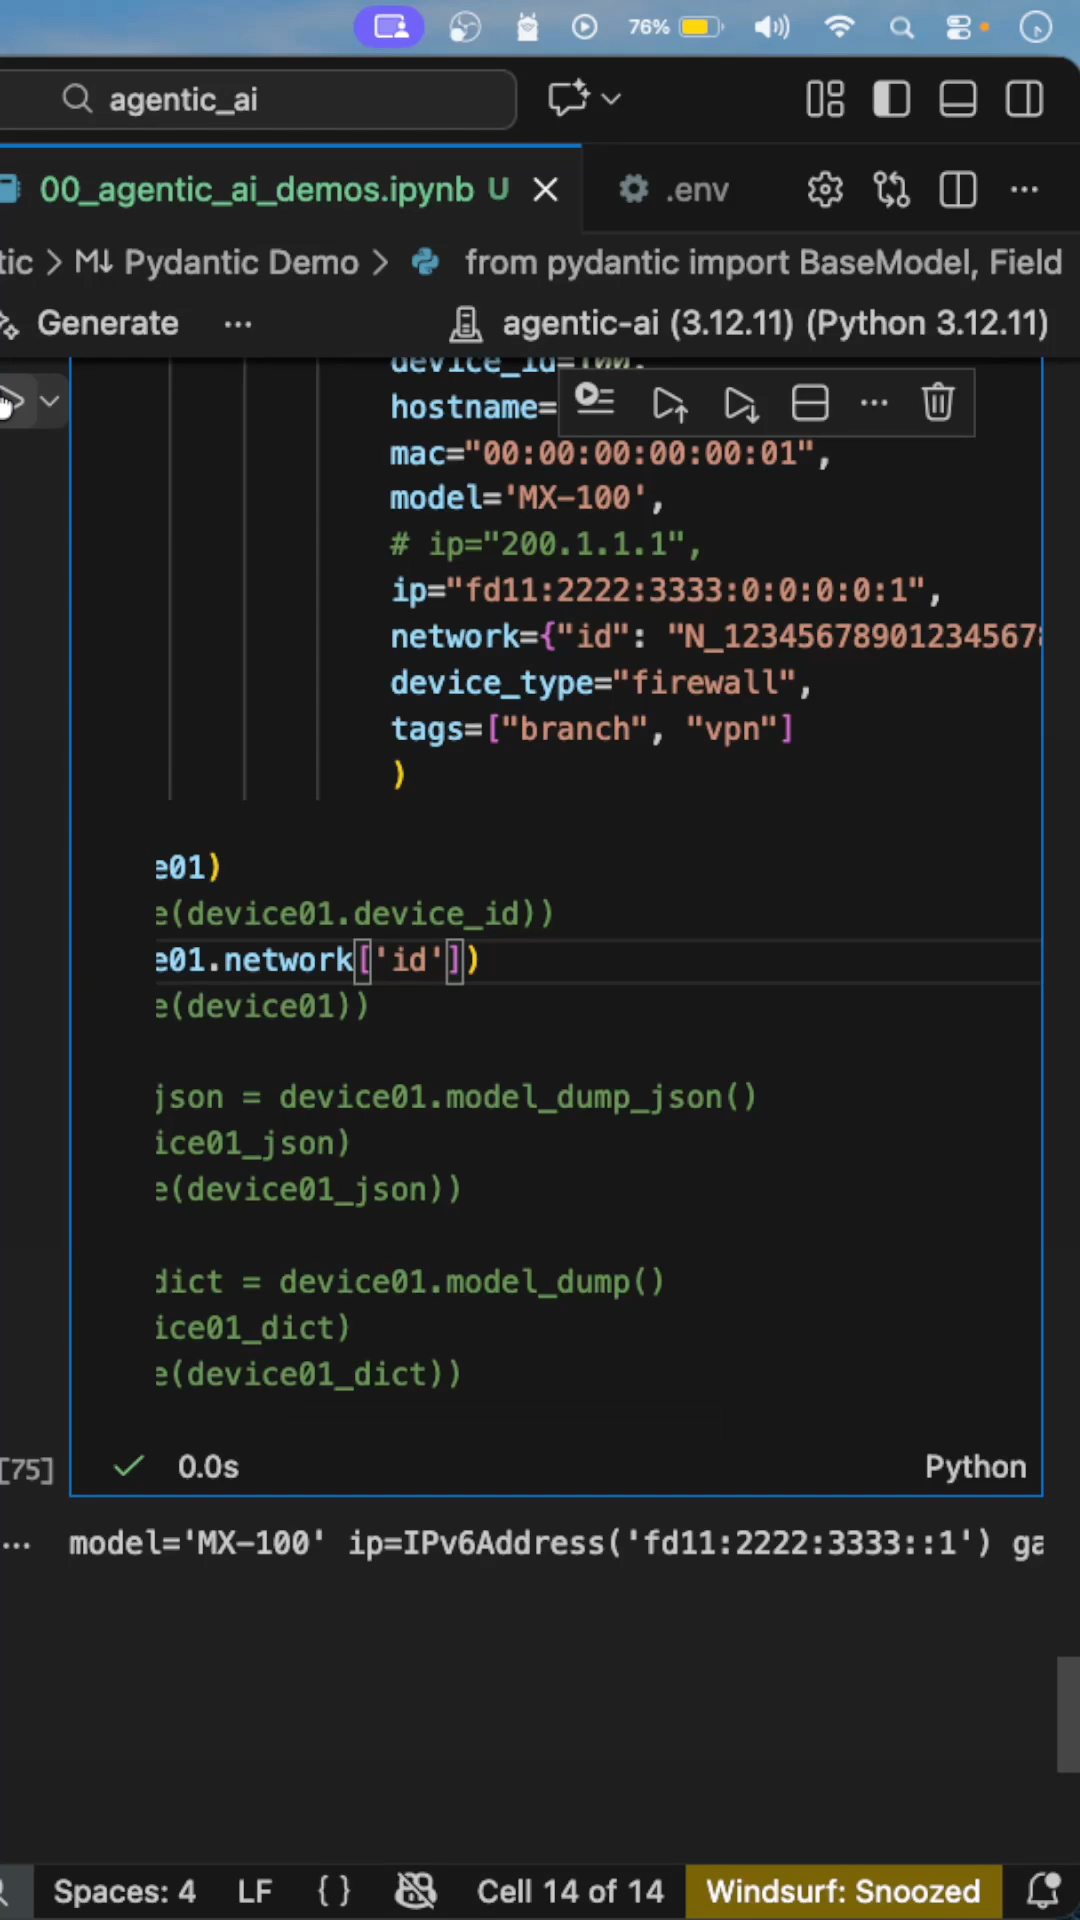 76%
agentic_ai
00_agentic_ai_demos.ipynb U
.env
tic > M↓ Pydantic Demo > from pydantic import BaseModel, Field
Generate ...
agentic-ai (3.12.11) (Python 3.12.11)
device_id=100,
hostname=
mac="00:00:00:00:00:01",
model='MX-100',
# ip="200.1.1.1",
ip="fd11:2222:3333:0:0:0:0:1",
network={"id": "N_123456789012345678
device_type="firewall",
tags=["branch", "vpn"]
)
e01)
e(device01.device_id))
e01.network['id'])
e(device01))
json = device01.model_dump_json()
ice01_json)
e(device01_json))
dict = device01.model_dump()
ice01_dict)
e(device01_dict))
[75]
0.0s
Python
... model='MX-100' ip=IPv6Address('fd11:2222:3333::1') ga
Spaces: 4 LF { } Cell 14 of 14 Windsurf: Snoozed